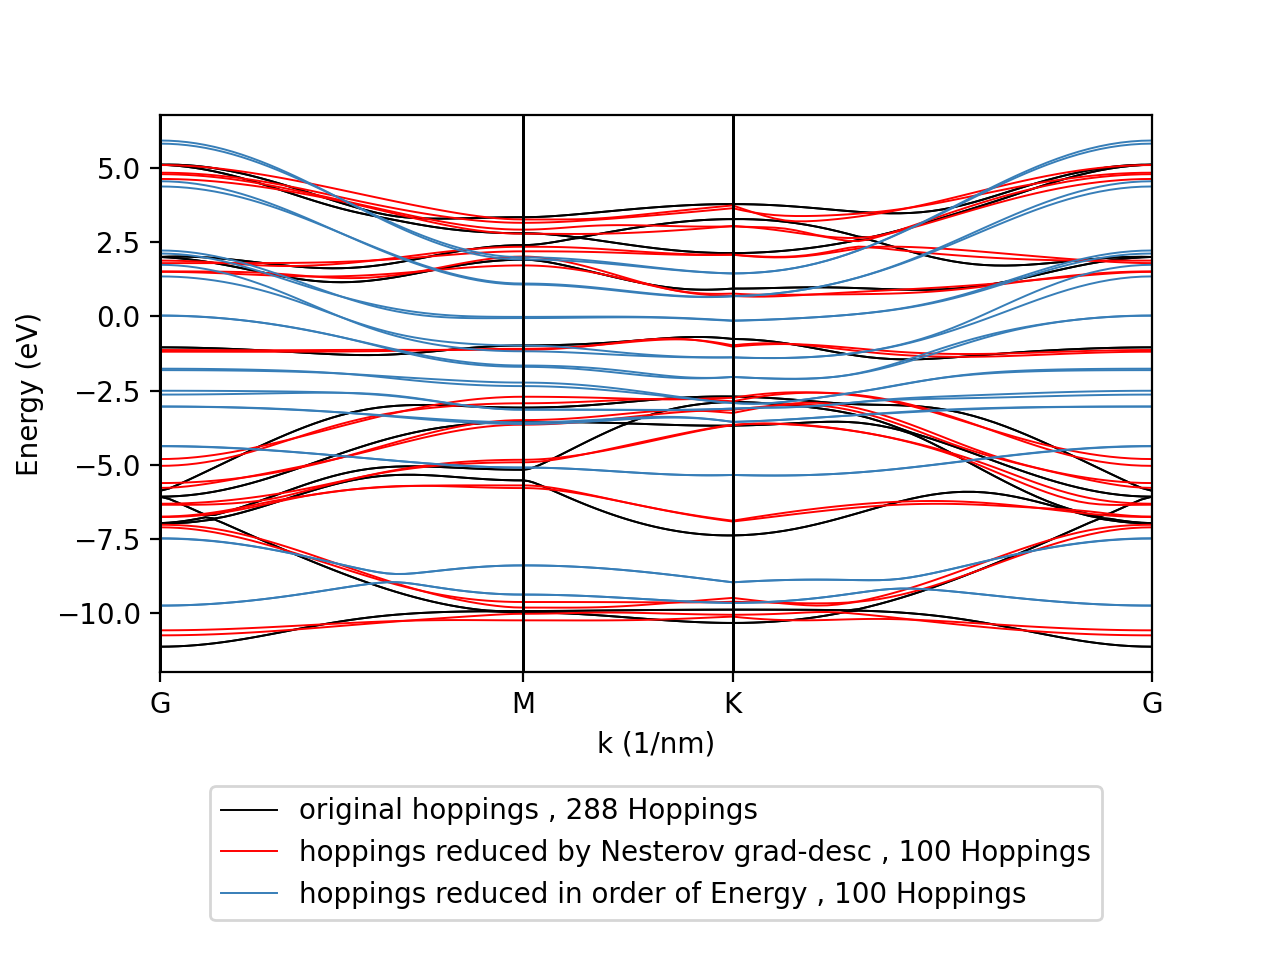 5.0
2.5
0.0
−2.5
−5.0
−7.5
−10.0
Energy (eV)
G
M
K
G
k (1/nm)
original hoppings , 288 Hoppings
hoppings reduced by Nesterov grad-desc , 100 Hoppings
hoppings reduced in order of Energy , 100 Hoppings